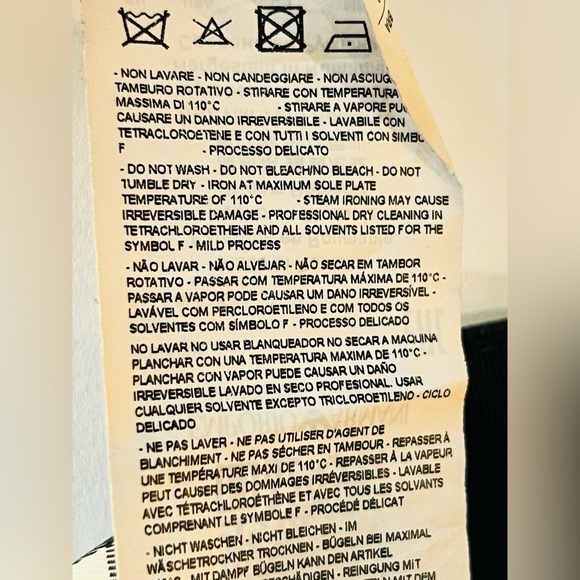 - NON LAVARE - NON CANDEGGIARE - NON
TAMBURO ROTATIVO - STIRARE CON TEMPERATURA
MASSIMA DI 110°C - STIRARE A VAPORE
CAUSARE UN DANNO IRREVERSIBILE - LAVABILE CON
TETRACLOROETENE E CON TUTTI I SOLVENTI CON
F - PROCESSO DELICATO
- DO NOT WASH - DO NOT BLEACH/NO BLEACH - DO NOT
TUMBLE DRY - IRON AT MAXIMUM SOLE PLATE
TEMPERATURE OF 110°C - STEAM IRONING MAY CAUSE
IRREVERSIBLE DAMAGE - PROFESSIONAL DRY CLEANING IN
TETRACHLOROETHENE AND ALL SOLVENTS LISTED FOR THE
SYMBOL F - MILD PROCESS
- NÃO LAVAR - NÃO ALVEJAR - NÃO SECAR EM TAMBOR
ROTATIVO - PASSAR COM TEMPERATURA MÁXIMA DE 110°C -
PASSAR A VAPOR PODE CAUSAR UM DANO IRREVERSÍVEL -
LAVÁVEL COM PERCLOROETILENO E COM TODOS OS
SOLVENTES COM SÍMBOLO F - PROCESSO DELICADO
NO LAVAR NO USAR BLANQUEADOR NO SECAR A MAQUINA
PLANCHAR CON UNA TEMPERATURA MAXIMA DE 110°C -
PLANCHAR CON VAPOR PUEDE CAUSAR UN DAÑO
IRREVERSIBLE LAVADO EN SECO PROFESIONAL. USAR
CUALQUIER SOLVENTE EXCEPTO TRICLOROETILENO - CICLO
DELICADO
- NE PAS LAVER - NE PAS UTILISER D'AGENT DE
BLANCHIMENT - NE PAS SÉCHER EN TAMBOUR - REPASSER À
UNE TEMPÉRATURE MAXI DE 110°C - REPASSER À LA VAPEUR
PEUT CAUSER DES DOMMAGES IRRÉVERSIBLES - LAVABLE
AVEC TÉTRACHLOROÉTHÈNE ET AVEC TOUS LES SOLVANTS
COMPRENANT LE SYMBOLE F - PROCÉDÉ DÉLICAT
- NICHT WASCHEN - NICHT BLEICHEN - IM
WÄSCHETROCKNER TROCKNEN - BÜGELN BEI MAXIMAL
MIT DAMPF BÜGELN KANN DEN ARTIKEL
- REINIGUNG MIT
MIT DEM